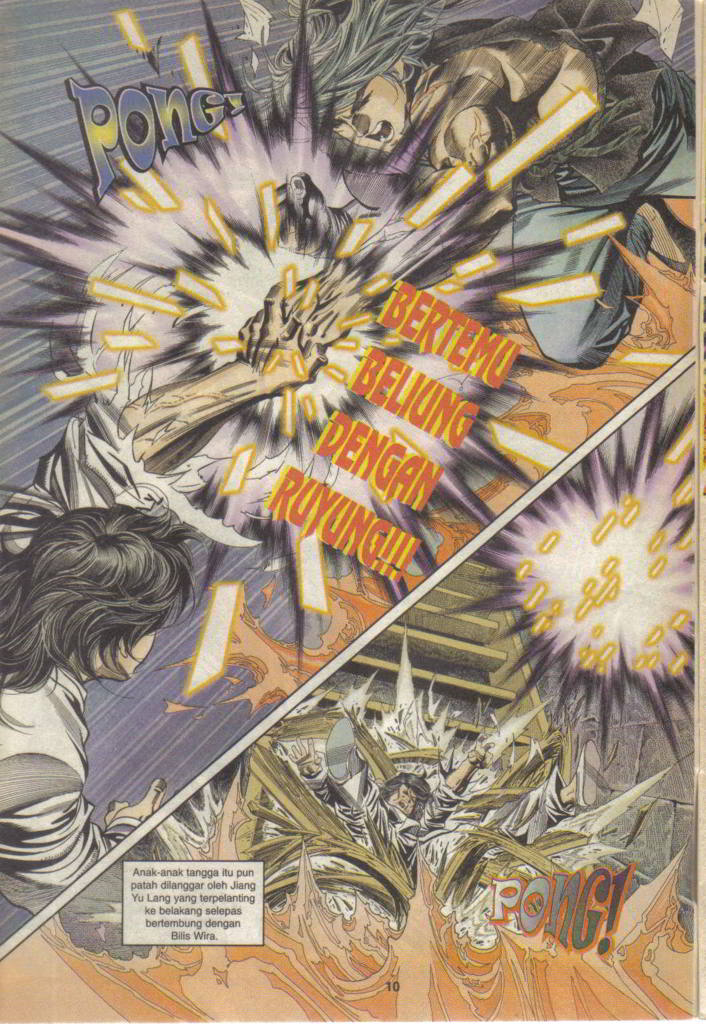 PONG!
BERTEMU
BELIUNG
DENGAN
RUYUNG!!!
Anak-anak tangga itu pun
patah dilanggar oleh Jiang
Yu Lang yang terpelanting
ke belakang selepas
bertembung dengan
Bilis Wira.
PONG!
10